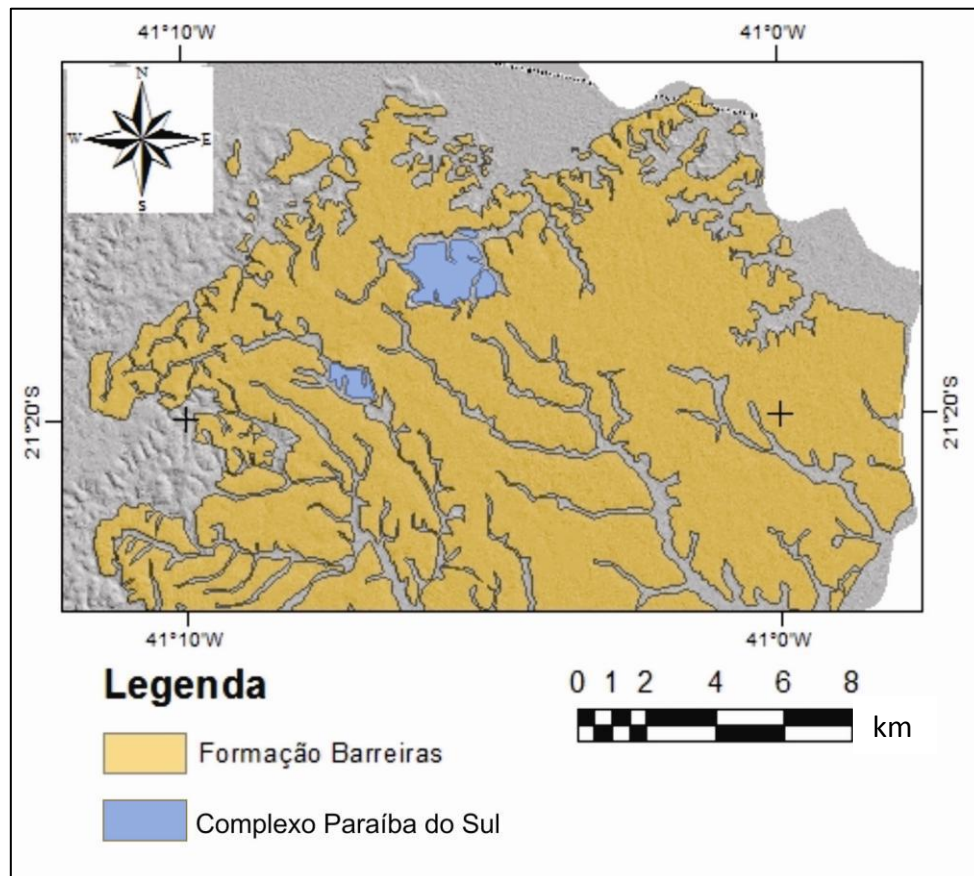 41°10'W 41°0'W
N
W E
S
21°20'S 21°20'S
41°10'W 41°0'W
Legenda
0 1 2 4 6 8
km
Formação Barreiras
Complexo Paraíba do Sul